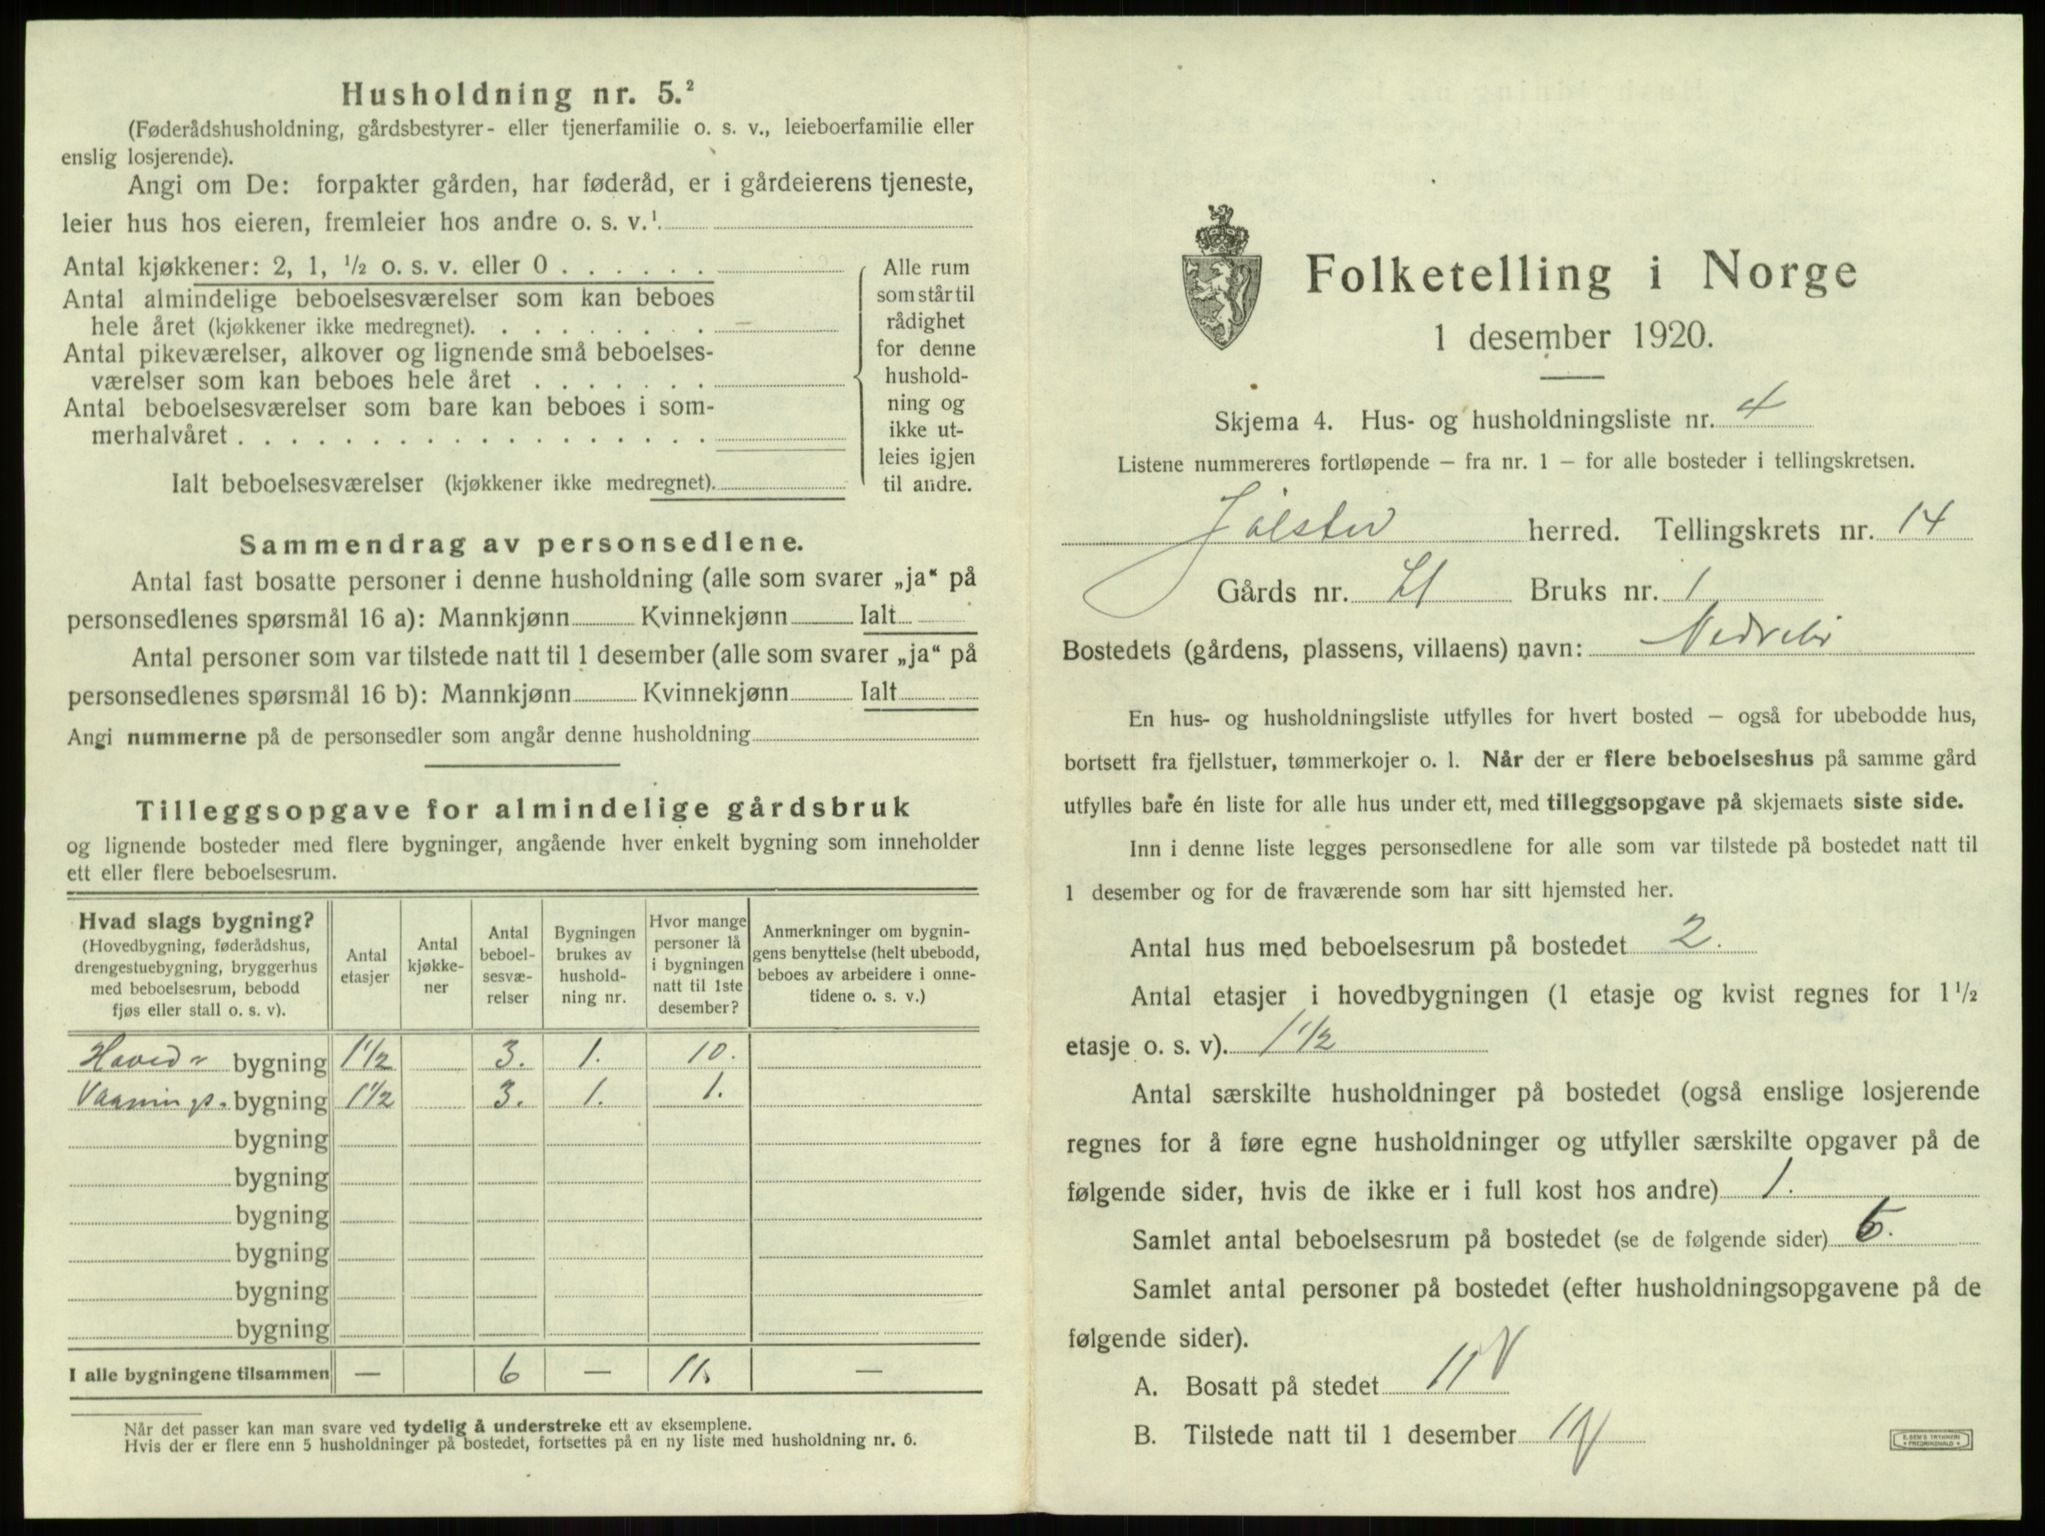 Husholdning nr. 5.²
(Føderådshusholdning, gårdsbestyrer- eller tjenerfamilie o. s. v., leieboerfamilie eller
enslig losjerende).
Angi om De: forpakter gården, har føderåd, er i gårdeierens tjeneste,
leier hus hos eieren, fremleier hos andre o. s. v.¹
Antal kjøkkener: 2, 1, ½ o. s. v. eller 0 . . . . . .
Antal almindelige beboelsesværelser som kan beboes
hele året (kjøkkener ikke medregnet). . . . . . . . .
Antal pikeværelser, alkover og lignende små beboelses-
værelser som kan beboes hele året . . . . . . .
Antal beboelsesværelser som bare kan beboes i som-
merhalvåret . . . . . . . . . . . . . . . . . .
Ialt beboelsesværelser (kjøkkener ikke medregnet).
Alle rum
som står til
rådighet
for denne
hushold-
ning og
ikke ut-
leies igjen
til andre.
Sammendrag av personsedlene.
Antal fast bosatte personer i denne husholdning (alle som svarer „ja“ på
personsedlenes spørsmål 16 a): Mannkjønn Kvinnekjønn Ialt
Antal personer som var tilstede natt til 1 desember (alle som svarer „ja“ på
personsedlenes spørsmål 16 b): Mannkjønn Kvinnekjønn Ialt
Angi nummerne på de personsedler som angår denne husholdning
Tilleggsopgave for almindelige gårdsbruk
og lignende bosteder med flere bygninger, angående hver enkelt bygning som inneholder
ett eller flere beboelsesrum.
Hvad slags bygning?
(Hovedbygning, føderådshus,
drengestuebygning, bryggerhus
med beboelsesrum, bebodd
fjøs eller stall o. s. v).
Antal
etasjer
Antal
kjøkke-
ner
Antal
beboel-
sesvæ-
relser
Bygningen
brukes av
hushold-
ning nr.
Hvor mange
personer lå
i bygningen
natt til 1ste
desember?
Anmerkninger om bygnin-
gens benyttelse (helt ubebodd,
beboes av arbeidere i onne-
tidene o. s. v.)
Hoved- bygning 1½ 3. 1. 10.
Vaanings- bygning 1½ 3. 1. 1.
bygning
bygning
bygning
bygning
bygning
bygning
I alle bygningene tilsammen — 6 — 11. —
Når det passer kan man svare ved tydelig å understreke ett av eksemplene.
Hvis der er flere enn 5 husholdninger på bostedet, fortsettes på en ny liste med husholdning nr. 6.
Folketelling i Norge
1 desember 1920.
Skjema 4. Hus- og husholdningsliste nr. 4
Listene nummereres fortløpende – fra nr. 1 – for alle bosteder i tellingskretsen.
Jølster herred. Tellingskrets nr. 14
Gårds nr. Bruks nr. 1
Bostedets (gårdens, plassens, villaens) navn: Nedrebø
En hus- og husholdningsliste utfylles for hvert bosted – også for ubebodde hus,
bortsett fra fjellstuer, tømmerkojer o. l. Når der er flere beboelseshus på samme gård
utfylles bare én liste for alle hus under ett, med tilleggsopgave på skjemaets siste side.
Inn i denne liste legges personsedlene for alle som var tilstede på bostedet natt til
1 desember og for de fraværende som har sitt hjemsted her.
Antal hus med beboelsesrum på bostedet 2.
Antal etasjer i hovedbygningen (1 etasje og kvist regnes for 1½
etasje o. s. v). 1½
Antal særskilte husholdninger på bostedet (også enslige losjerende
regnes for å føre egne husholdninger og utfyller særskilte opgaver på de
følgende sider, hvis de ikke er i full kost hos andre) 1.
Samlet antal beboelsesrum på bostedet (se de følgende sider)
Samlet antal personer på bostedet (efter husholdningsopgavene på de
følgende sider).
A. Bosatt på stedet 11
B. Tilstede natt til 1 desember 11